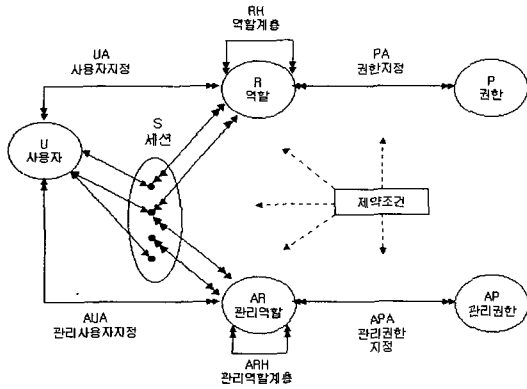 RH
역할계층
UA
사용자지정
R
역할
PA
권한지정
P
권한
S
세션
U
사용자
제약조건
AUA
관리사용자지정
AR
관리역할
APA
관리권한
지정
AP
관리권한
ARH
관리역할계층